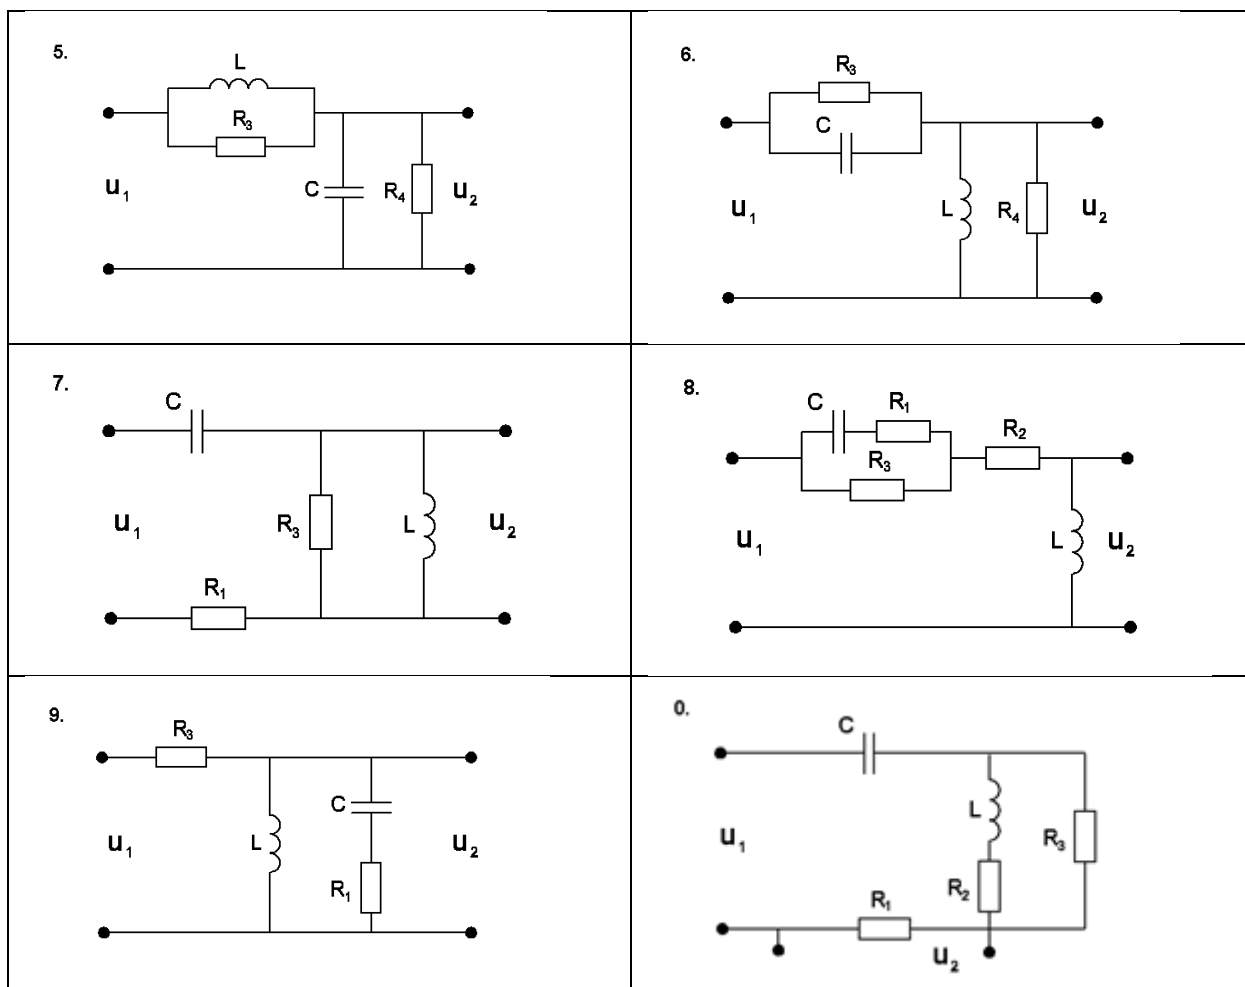 5.
L
R₃
u₁
C
R₄
u₂
6.
R₃
C
u₁
L
R₄
u₂
7.
C
u₁
R₃
L
u₂
R₁
8.
C
R₁
R₂
R₃
u₁
L
u₂
9.
R₃
C
u₁
L
u₂
R₁
0.
C
L
u₁
R₃
R₂
R₁
u₂